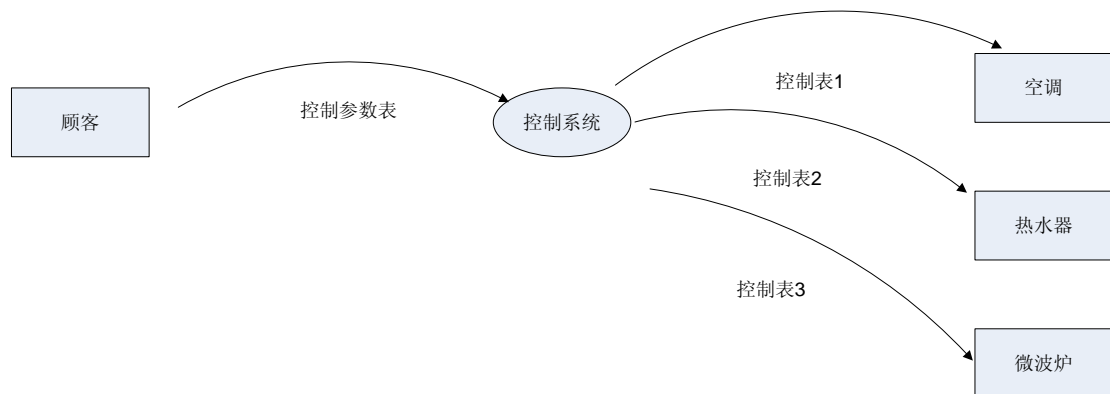 顾客
控制参数表
控制系统
控制表1
空调
控制表2
热水器
控制表3
微波炉